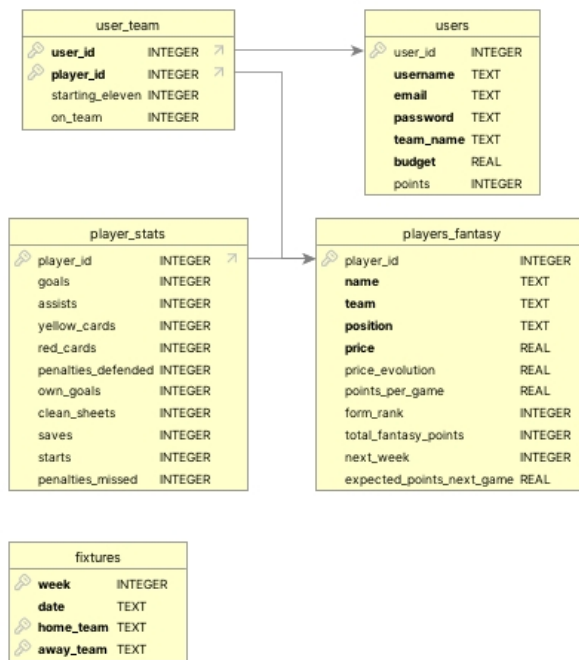 user_team
user_id INTEGER
player_id INTEGER
starting_eleven INTEGER
on_team INTEGER
users
user_id INTEGER
username TEXT
email TEXT
password TEXT
team_name TEXT
budget REAL
points INTEGER
player_stats
player_id INTEGER
goals INTEGER
assists INTEGER
yellow_cards INTEGER
red_cards INTEGER
penalties_defended INTEGER
own_goals INTEGER
clean_sheets INTEGER
saves INTEGER
starts INTEGER
penalties_missed INTEGER
players_fantasy
player_id INTEGER
name TEXT
team TEXT
position TEXT
price REAL
price_evolution REAL
points_per_game REAL
form_rank INTEGER
total_fantasy_points INTEGER
next_week INTEGER
expected_points_next_game REAL
fixtures
week INTEGER
date TEXT
home_team TEXT
away_team TEXT